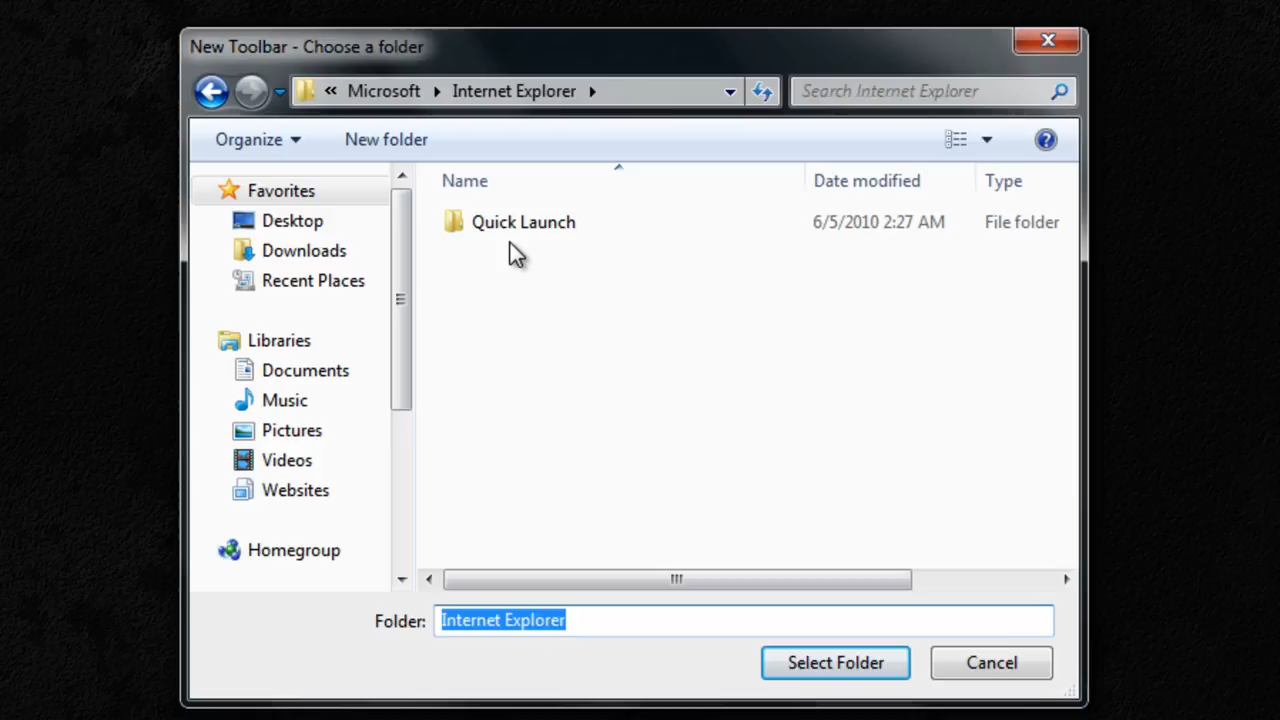 New Toolbar - Choose a folder
« Microsoft Internet Explorer
Search Internet Explorer
Organize
New folder
Name
Date modified
Type
Favorites
Desktop
Downloads
Recent Places
Libraries
Documents
Music
Pictures
Videos
Websites
Homegroup
Quick Launch
6/5/2010 2:27 AM
File folder
Folder: Internet Explorer
Select Folder
Cancel